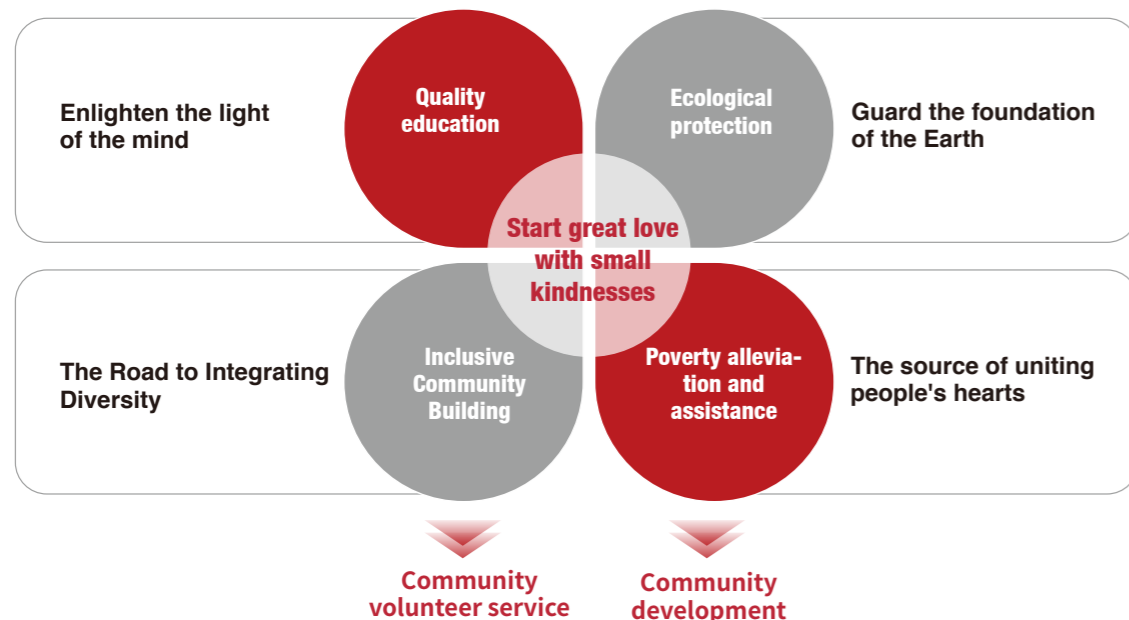 Enlighten the light
of the mind
Quality
education
Ecological
protection
Guard the foundation
of the Earth
Start great love
with small
kindnesses
The Road to Integrating
Diversity
Inclusive
Community
Building
Poverty allevia-
tion and
assistance
The source of uniting
people's hearts
Community
volunteer service
Community
development